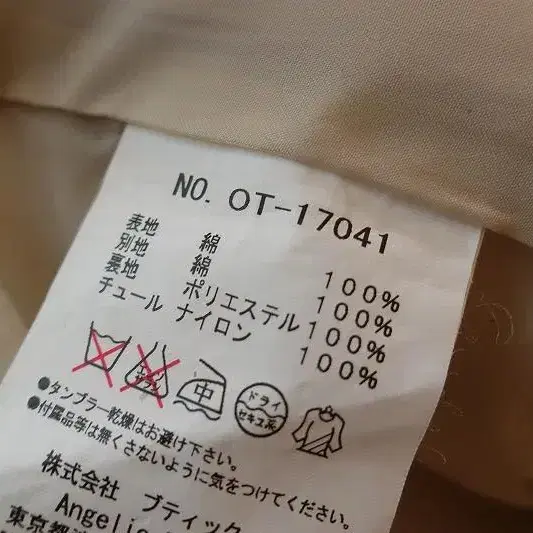 NO. OT-17041
表地 綿 100%
別地 綿 100%
裏地 ポリエステル 100%
チュール ナイロン 100%
中
ドライ
セキユ系
●タンブラー乾燥はお避け下さい。
●付属品等は無くさないように気をつけてください。
株式会社 ブティック
Angelic
東京都